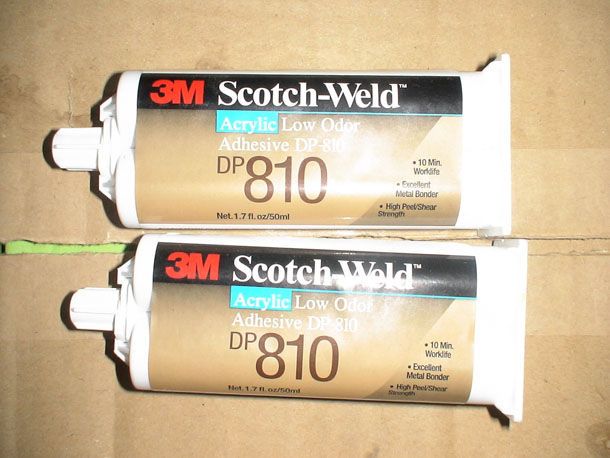 3M Scotch-Weld™
Acrylic Low Odor
Adhesive DP-810
DP 810
• 10 Min.
Worklife
• Excellent
Metal Bonder
• High Peel/Shear
Strength
Net. 1.7 fl. oz/50ml
3M Scotch-Weld™
Acrylic Low Odor
Adhesive DP-810
DP 810
• 10 Min.
Worklife
• Excellent
Metal Bonder
• High Peel/Shear
Strength
Net. 1.7 fl. oz/50ml